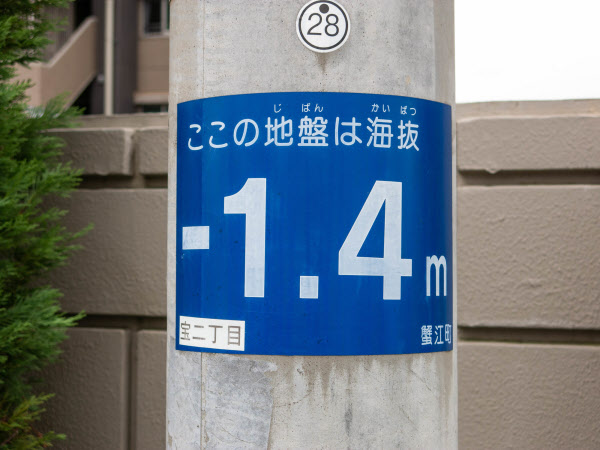 28
じ ばん かい ばつ
ここの地盤は海抜
-1.4m
宝二丁目
蟹江町